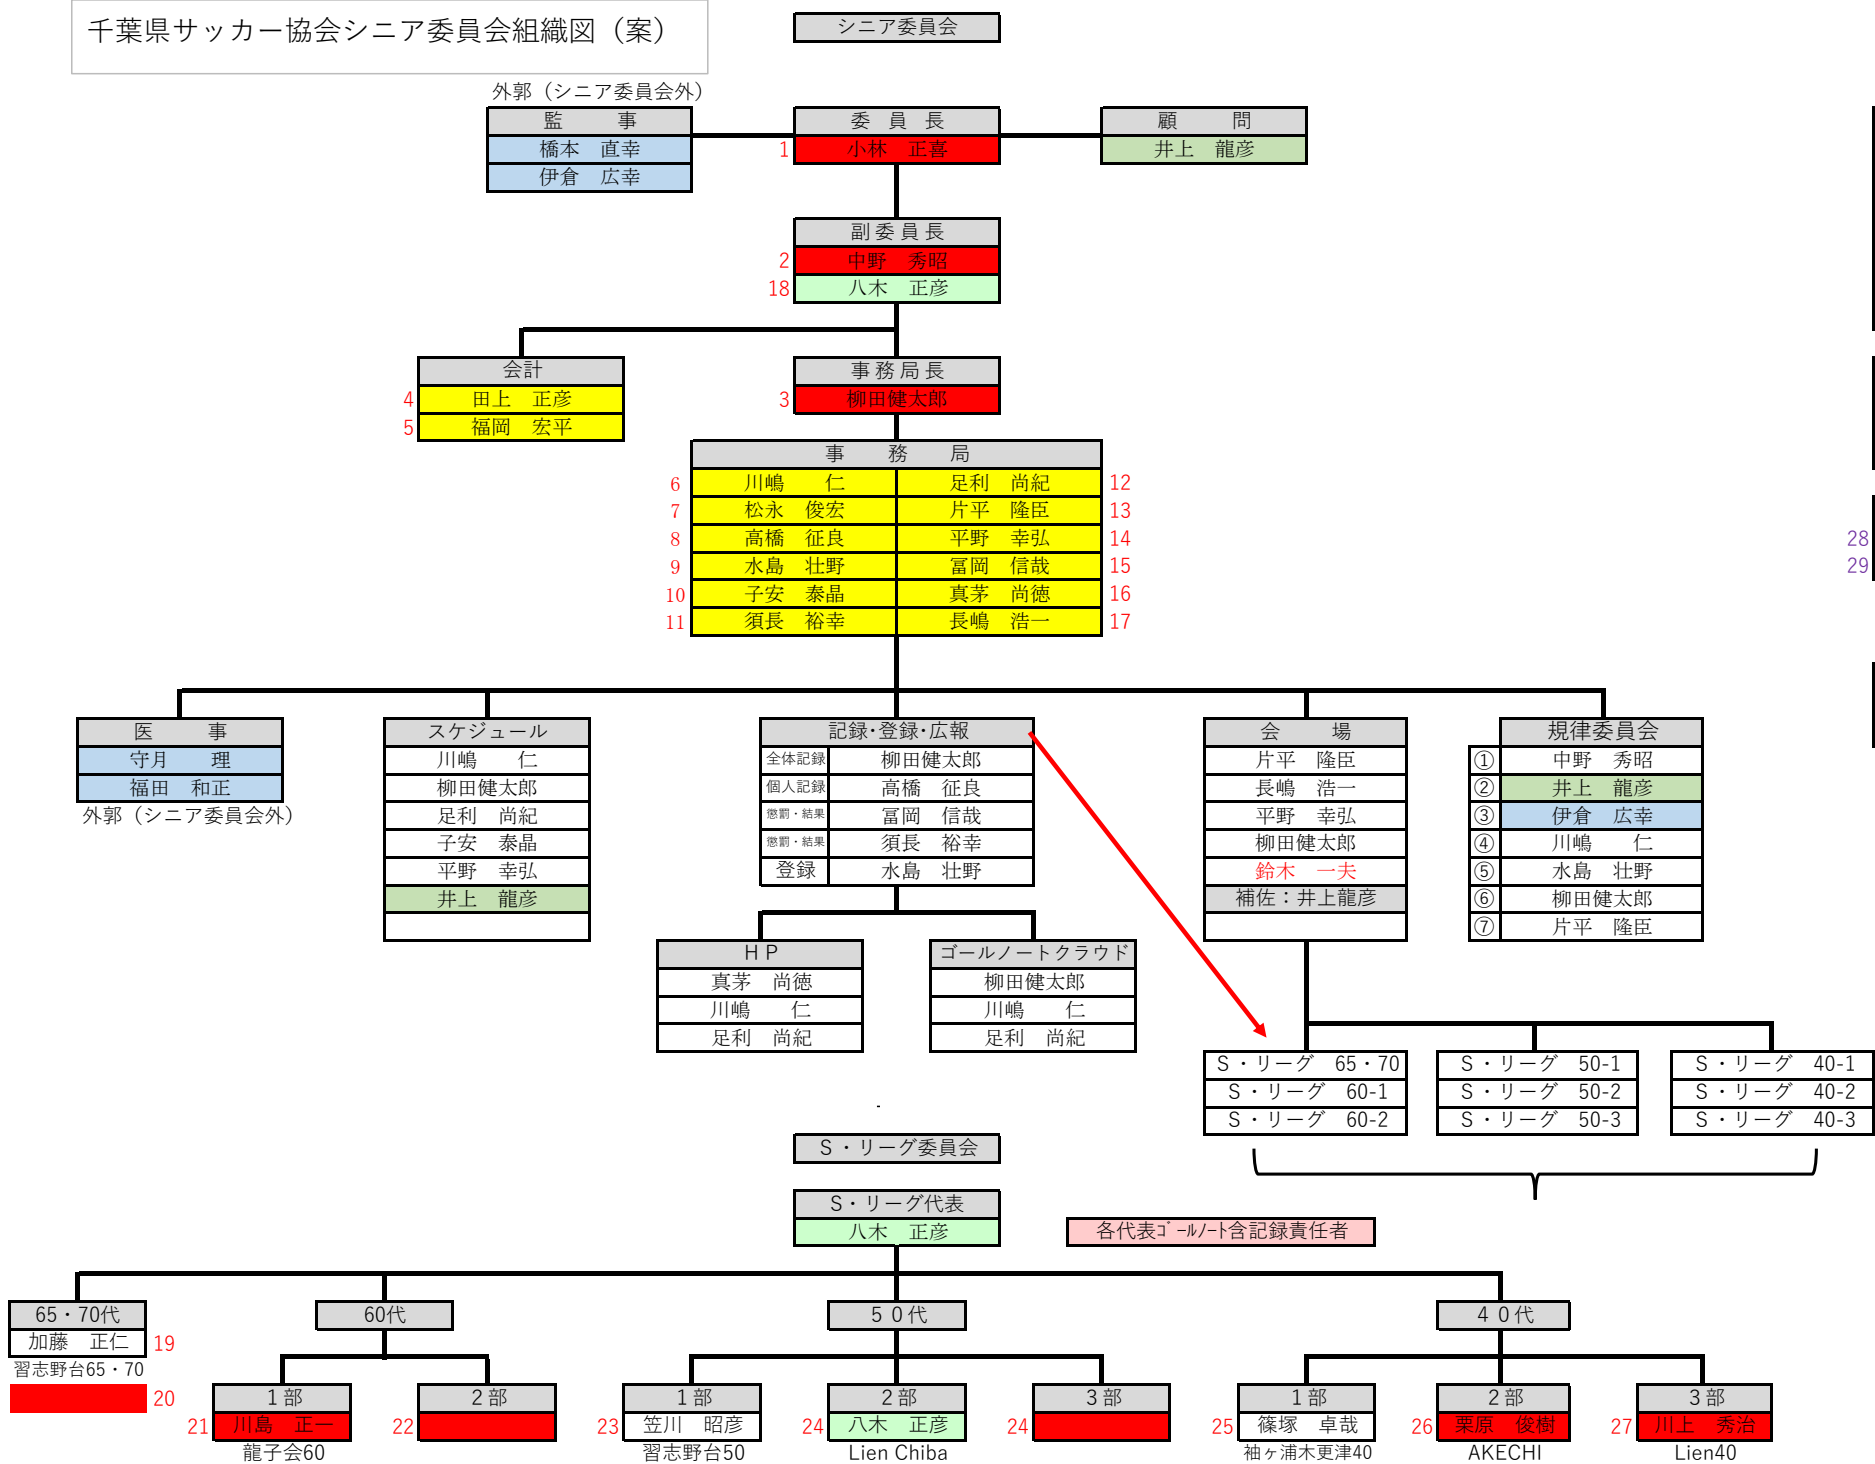 千葉県サッカー協会シニア委員会組織図（案）
シニア委員会
外郭（シニア委員会外）
監　事
橋本　直幸
伊倉　広幸
委 員 長
1 小林　正喜
顧　問
井上　龍彦
副委員長
2 中野　秀昭
18 八木　正彦
会計
4 田上　正彦
5 福岡　宏平
事務局長
3 柳田健太郎
事　務　局
6 川嶋　仁 足利　尚紀 12
7 松永　俊宏 片平　隆臣 13
8 高橋　征良 平野　幸弘 14
9 水島　壮野 冨岡　信哉 15
10 子安　泰晶 真茅　尚徳 16
11 須長　裕幸 長嶋　浩一 17
28
29
医　事
守月　理
福田　和正
外郭（シニア委員会外）
スケジュール
川嶋　仁
柳田健太郎
足利　尚紀
子安　泰晶
平野　幸弘
井上　龍彦
記録・登録・広報
全体記録 柳田健太郎
個人記録 高橋　征良
懲罰・結果 冨岡　信哉
懲罰・結果 須長　裕幸
登録 水島　壮野
ＨＰ
真茅　尚徳
川嶋　仁
足利　尚紀
ゴールノートクラウド
柳田健太郎
川嶋　仁
足利　尚紀
会　場
片平　隆臣
長嶋　浩一
平野　幸弘
柳田健太郎
鈴木　一夫
補佐：井上龍彦
規律委員会
① 中野　秀昭
② 井上　龍彦
③ 伊倉　広幸
④ 川嶋　仁
⑤ 水島　壮野
⑥ 柳田健太郎
⑦ 片平　隆臣
Ｓ・リーグ　65・70
Ｓ・リーグ　60-1
Ｓ・リーグ　60-2
Ｓ・リーグ　50-1
Ｓ・リーグ　50-2
Ｓ・リーグ　50-3
Ｓ・リーグ　40-1
Ｓ・リーグ　40-2
Ｓ・リーグ　40-3
-
Ｓ・リーグ委員会
Ｓ・リーグ代表
八木　正彦
各代表ｺﾞｰﾙﾉｰﾄ含記録責任者
65・70代
加藤　正仁 19
習志野台65・70
20
60代
１部
21 川島　正一
龍子会60
２部
22
５０代
１部
23 笠川　昭彦
習志野台50
２部
24 八木　正彦
Lien Chiba
３部
24
４０代
１部
25 篠塚　卓哉
袖ヶ浦木更津40
２部
26 栗原　俊樹
AKECHI
３部
27 川上　秀治
Lien40